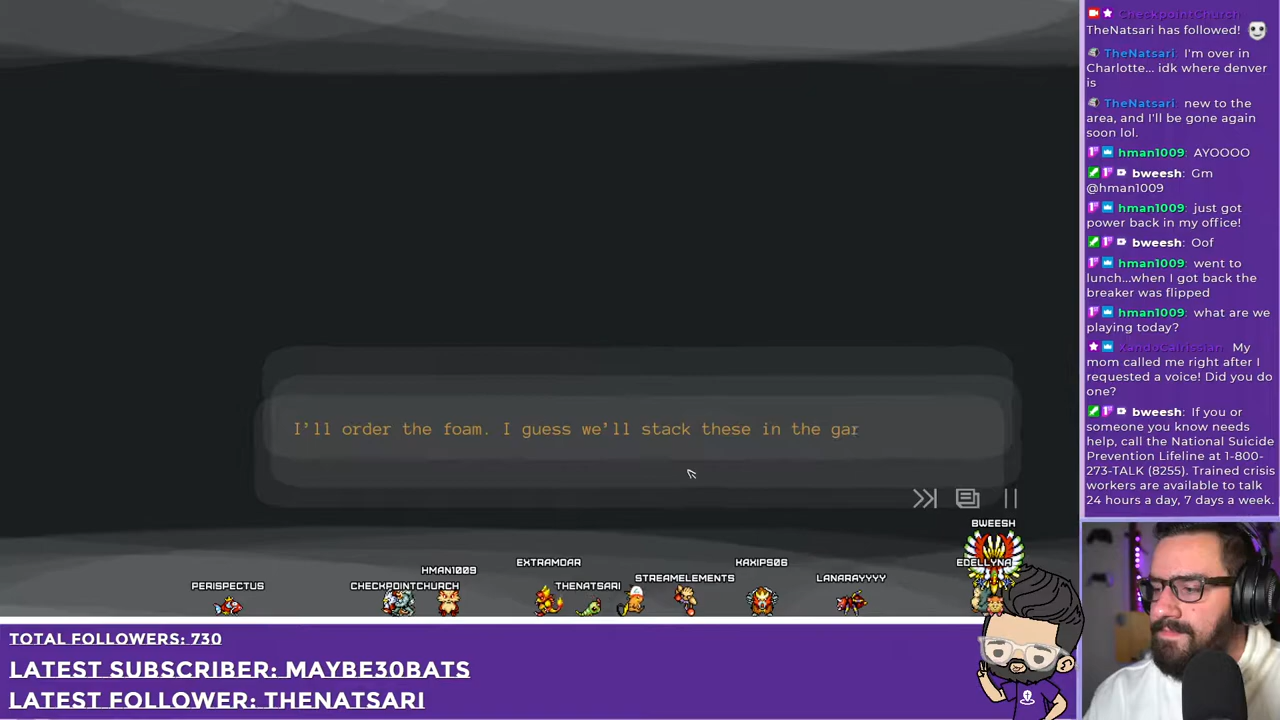 CheckpointChurch
TheNatsari has followed!
TheNatsari: I'm over in
Charlotte... idk where denver
is
TheNatsari: new to the
area, and I'll be gone again
soon lol.
hman1009: AYOOOO
bweesh: Gm
@hman1009
hman1009: just got
power back in my office!
bweesh: Oof
hman1009: went to
lunch...when I got back the
breaker was flipped
hman1009: what are we
playing today?
XandoCalrissian: My
mom called me right after I
requested a voice! Did you do
one?
bweesh: If you or
someone you know needs
help, call the National Suicide
Prevention Lifeline at 1-800-
273-TALK (8255). Trained crisis
workers are available to talk
24 hours a day, 7 days a week.
I'll order the foam. I guess we'll stack these in the gar
BWEESH
EDELLYNA
EXTRAMOAR
KAXIPS06
HMAN1009
STREAMELEMENTS
LANARAYYYY
PERISPECTUS
CHECKPOINTCHURCH
THENATSARI
TOTAL FOLLOWERS: 730
LATEST SUBSCRIBER: MAYBE30BATS
LATEST FOLLOWER: THENATSARI